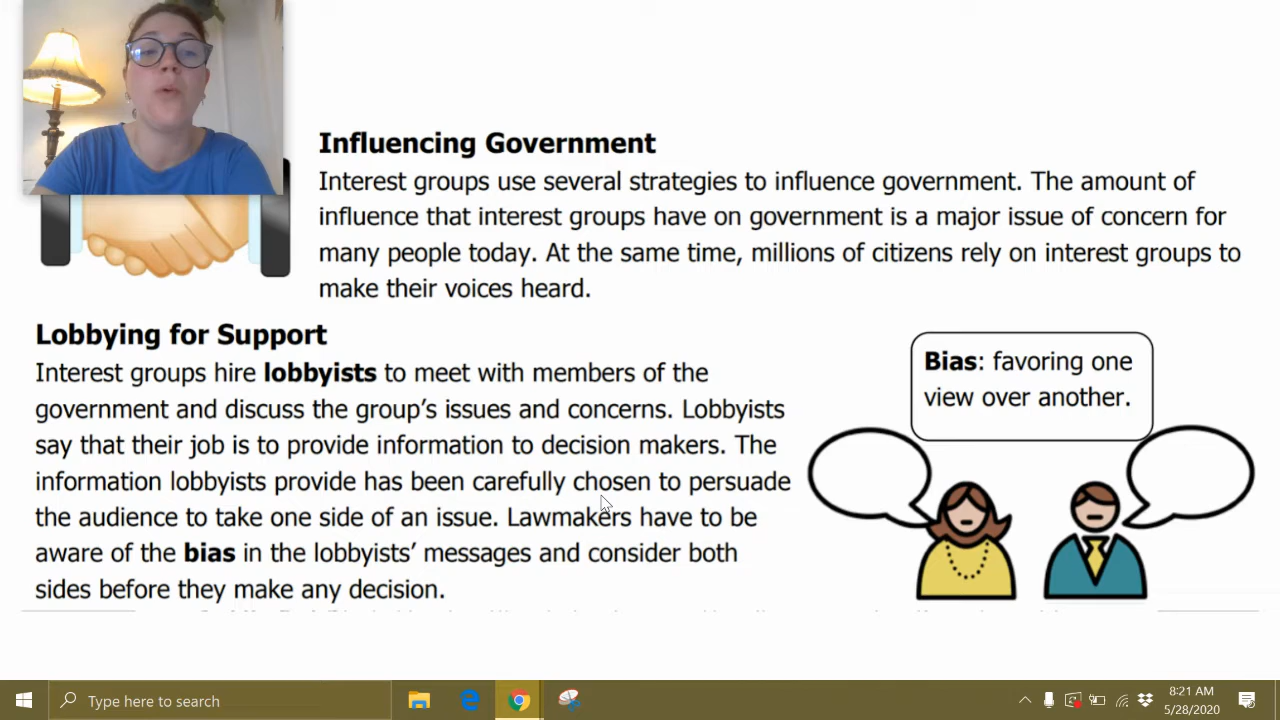 Influencing Government
Interest groups use several strategies to influence government. The amount of
influence that interest groups have on government is a major issue of concern for
many people today. At the same time, millions of citizens rely on interest groups to
make their voices heard.
Lobbying for Support
Interest groups hire lobbyists to meet with members of the
government and discuss the group's issues and concerns. Lobbyists
say that their job is to provide information to decision makers. The
information lobbyists provide has been carefully chosen to persuade
the audience to take one side of an issue. Lawmakers have to be
aware of the bias in the lobbyists' messages and consider both
sides before they make any decision.
Bias: favoring one
view over another.
Type here to search
8:21 AM
5/28/2020